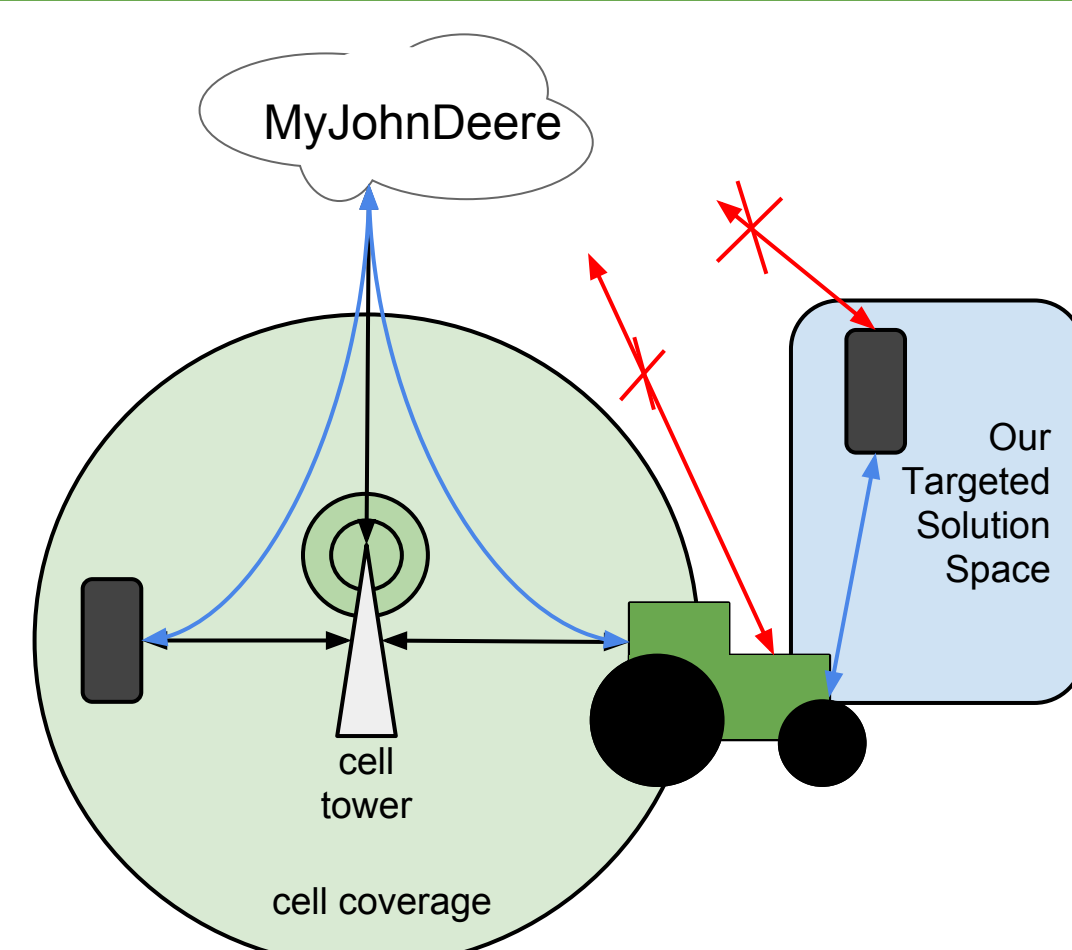 MyJohnDeere
Our
Targeted
Solution
Space
cell
tower
cell coverage